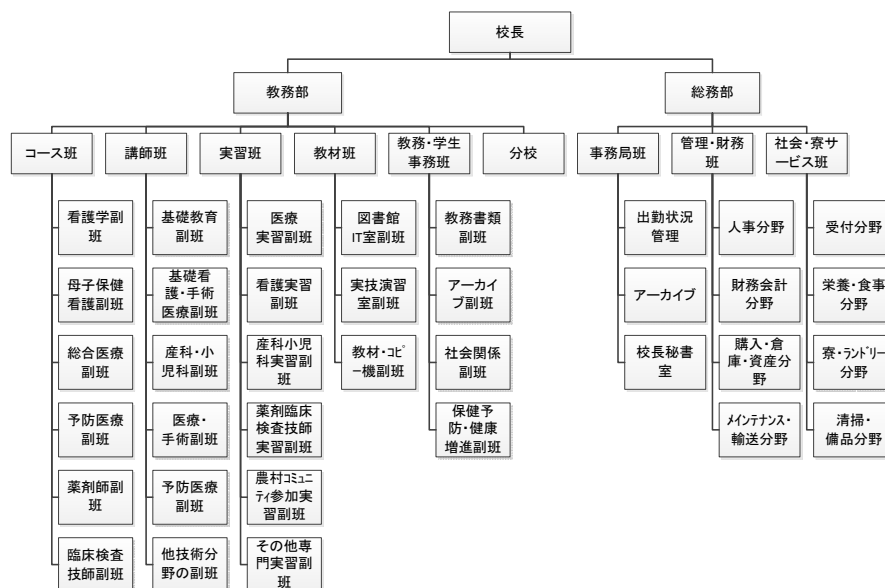 校長
教務部
総務部
コース班
講師班
実習班
教材班
教務・学生
事務班
分校
事務局班
管理・財務
班
社会・寮サ
ービス班
看護学副
班
母子保健
看護副班
総合医療
副班
予防医療
副班
薬剤師副
班
臨床検査
技師副班
基礎教育
副班
基礎看
護・手術
医療副班
産科・小
児科副班
医療・
手術副班
予防医療
副班
他技術分
野の副班
医療
実習副班
看護実習
副班
産科小児
科実習副
班
薬剤臨床
検査技師
実習副班
農村コミュニ
ティ参加実
習副班
その他専
門実習副
班
図書館
IT室副班
実技演習
室副班
教材・コピ
ー機副班
教務書類
副班
アーカイ
ブ副班
社会関係
副班
保健予
防・健康
増進副班
出勤状況
管理
アーカイブ
校長秘書
室
人事分野
財務会計
分野
購入・倉
庫・資産分
野
メインテナンス・
輸送分野
受付分野
栄養・食事
分野
寮・ランドリー
分野
清掃・
備品分野